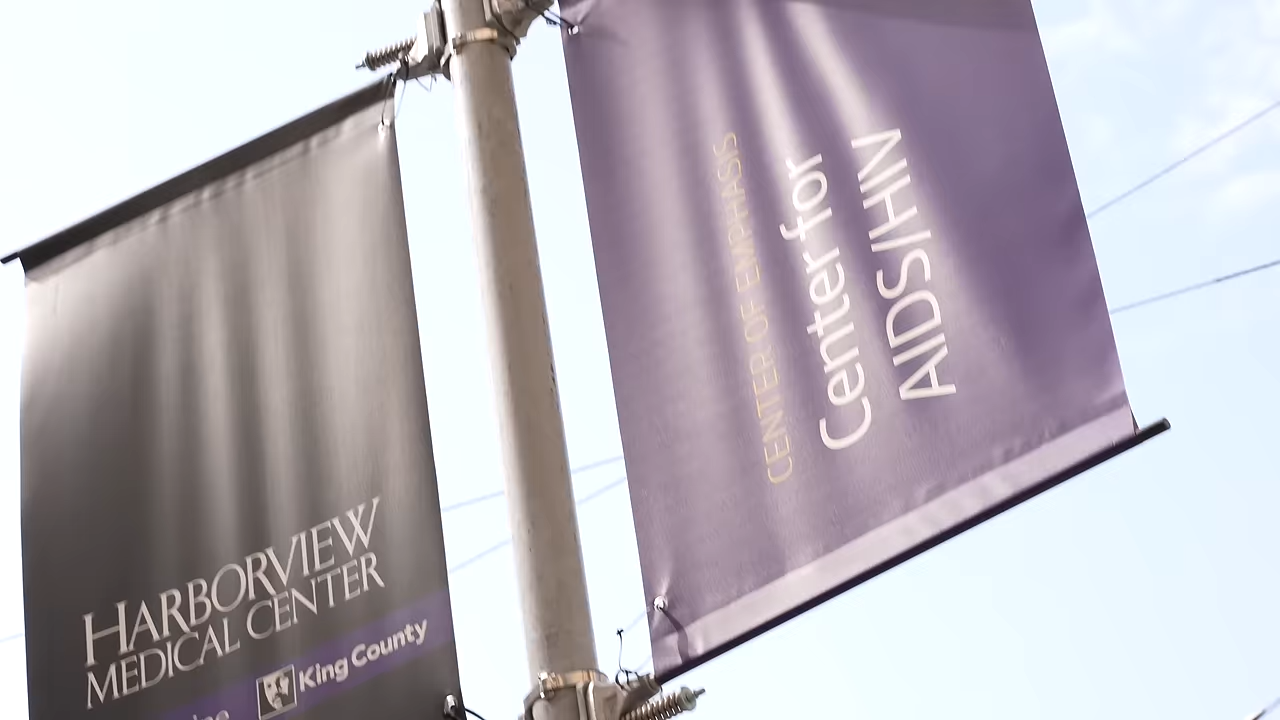 HARBORVIEW
MEDICAL CENTER
King County
CENTER OF EMPHASIS
Center for
AIDS/HIV